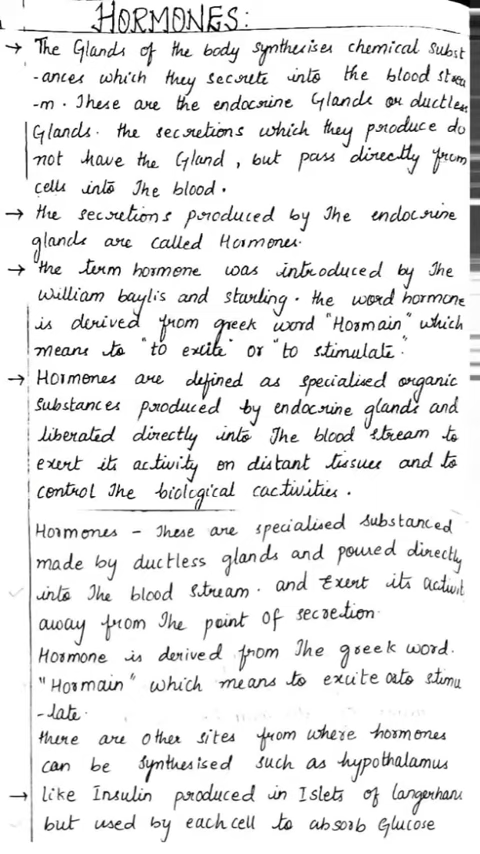 HORMONES:
→ The Glands of the body synthesises chemical subst
-ances which they secrete into the blood strea
-m. These are the endocrine Glands or ductless
Glands. the secretions which they produce do
not have the Gland, but pass directly from
cells into The blood.
→ the secretions produced by The endocrine
glands are called Hormones.
→ the term hormone was introduced by The
William baylis and starling. the word hormone
is derived from greek word "Hormain" which
means to "to excite" or "to stimulate".
→ Hormones are defined as specialised organic
substances produced by endocrine glands and
liberated directly into The blood stream to
exert its activity on distant tissues and to
control The biological cactivities.
Hormones - These are specialised substanced
made by ductless glands and poured directly
into The blood stream. and Exert its activit
away from The point Of secretion.
Hormone is derived from The greek word.
"Hormain" which means to excite orto stimu
-late.
there are other sites from where hormones
can be synthesised such as hypothalamus
→ like Insulin produced in Islets of langerhans
but used by each cell to absorb Glucose